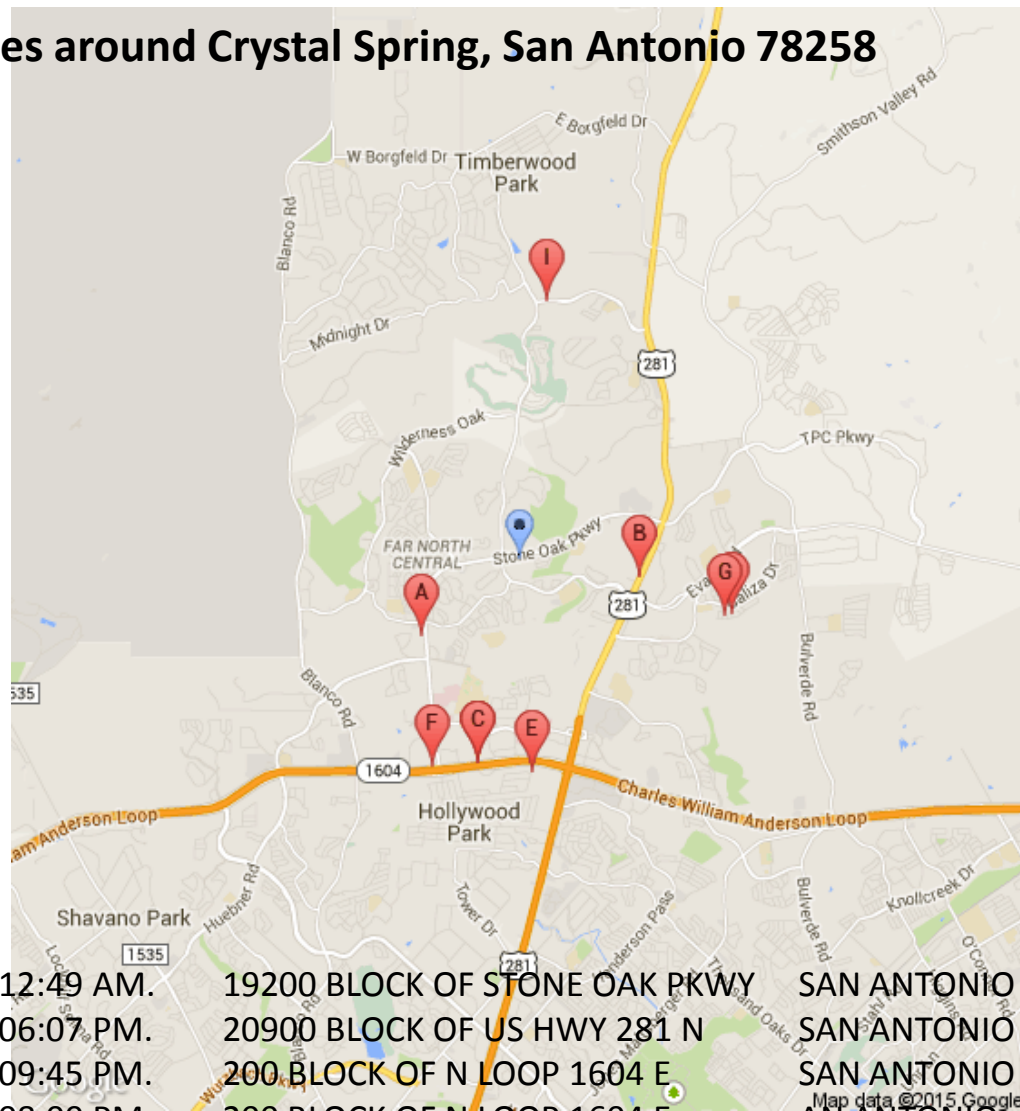 es around Crystal Spring, San Antonio 78258
E Borgfeld Dr
Smithson Valley Rd
W Borgfeld Dr
Timberwood
Park
Blanco Rd
I
Midnight Dr
281
Wilderness Oak
TPC Pkwy
FAR NORTH
CENTRAL
Stone Oak Pkwy
B
G
A
281
Bulverde Rd
535
Blanco Rd
F
C
E
1604
Charles William Anderson Loop
am Anderson Loop
Hollywood
Park
Huebner Rd
Tower Dr
Bulverde Rd
Knollcreek Dr
Shavano Park
1535
281
12:49 AM. 19200 BLOCK OF STONE OAK PKWY SAN ANTONIO
06:07 PM. 20900 BLOCK OF US HWY 281 N SAN ANTONIO
09:45 PM. 200 BLOCK OF N LOOP 1604 E SAN ANTONIO
Google
Map data ©2015 Google